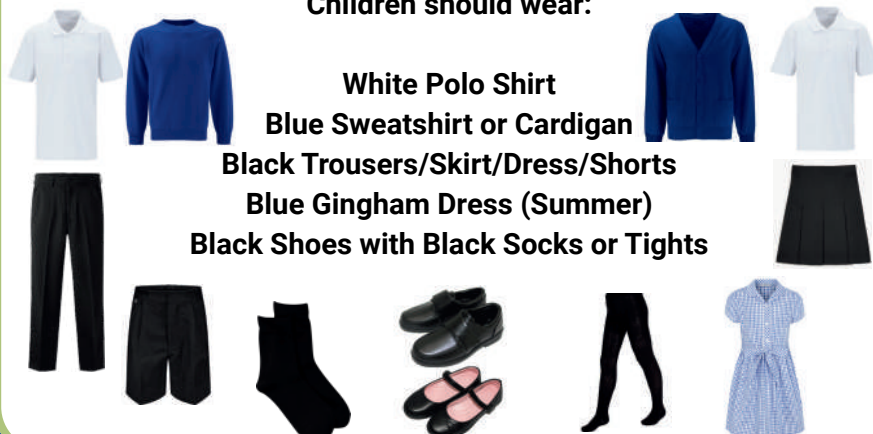 Children should wear:
White Polo Shirt
Blue Sweatshirt or Cardigan
Black Trousers/Skirt/Dress/Shorts
Blue Gingham Dress (Summer)
Black Shoes with Black Socks or Tights